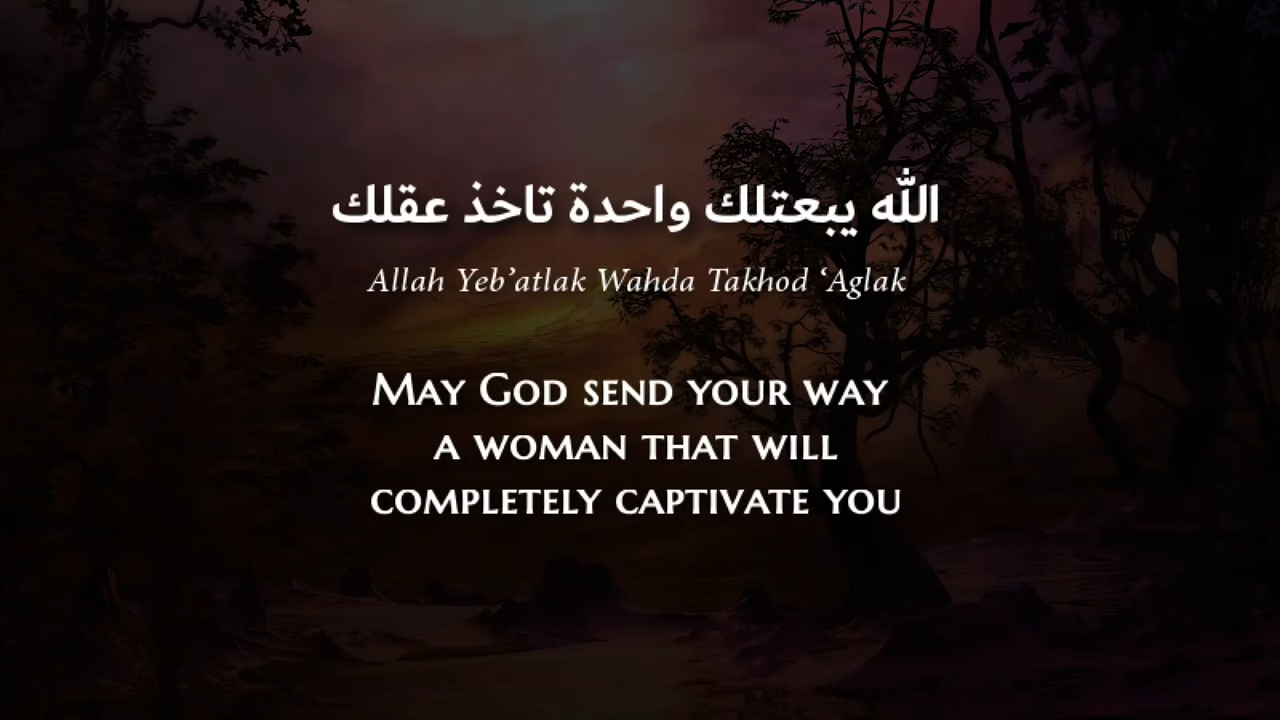 الله يبعتلك واحدة تاخذ عقلك
Allah Yeb’atlak Wahda Takhod ‘Aglak
May God send your way
a woman that will
completely captivate you